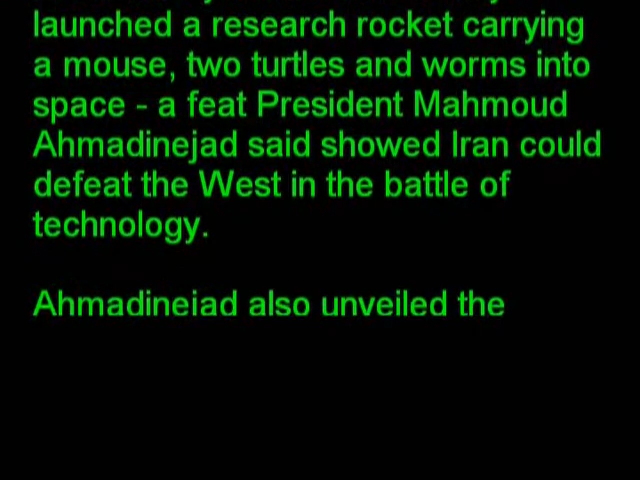 launched a research rocket carrying
a mouse, two turtles and worms into
space - a feat President Mahmoud
Ahmadinejad said showed Iran could
defeat the West in the battle of
technology.
Ahmadinejad also unveiled the